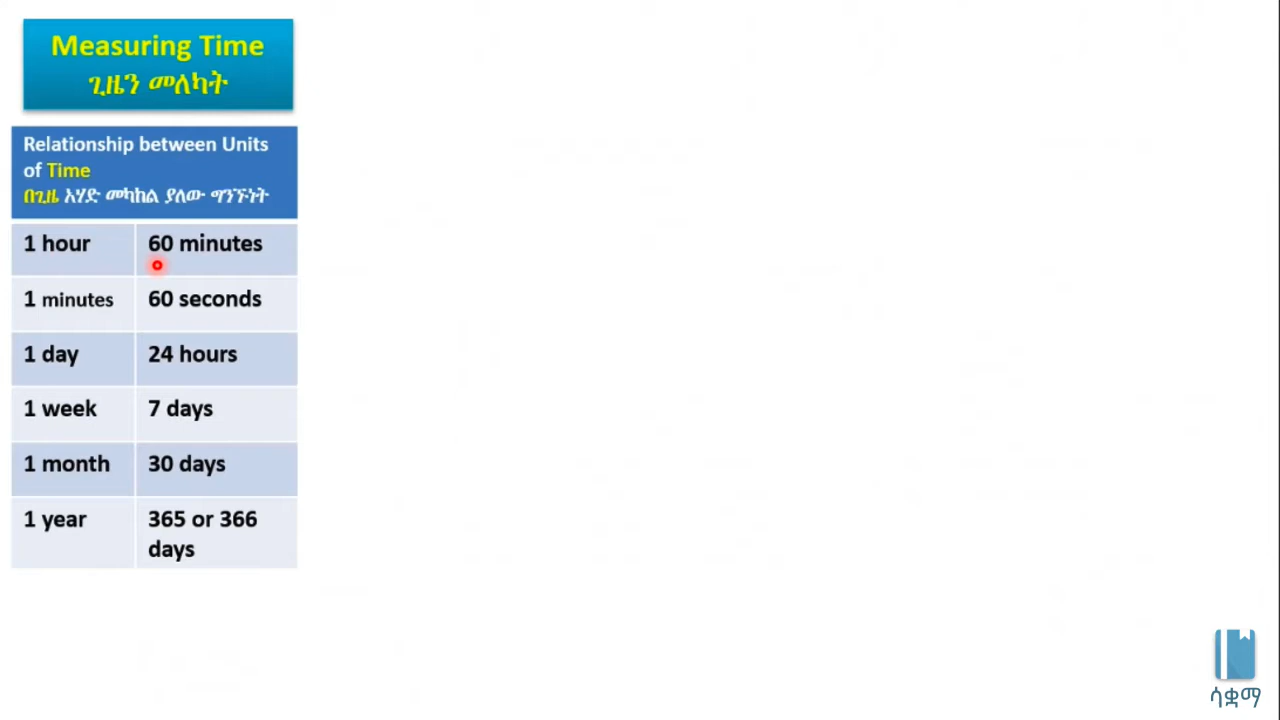 Measuring Time
ጊዜን መለካት
Relationship between Units
of Time
በጊዜ አሃድ መካከል ያለው ግንኙነት
1 hour 60 minutes
1 minutes 60 seconds
1 day 24 hours
1 week 7 days
1 month 30 days
1 year 365 or 366
days
ሳቋማ